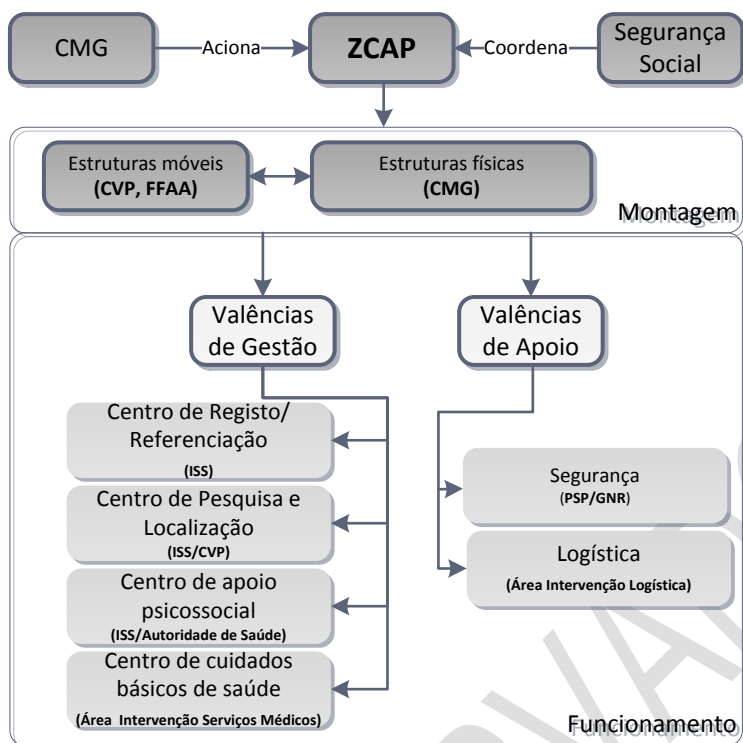 CMG
Aciona
ZCAP
Coordena
Segurança
Social
Estruturas móveis
(CVP, FFAA)
Estruturas físicas
(CMG)
Montagem
Valências
de Gestão
Valências
de Apoio
Centro de Registo/
Referenciação
(ISS)
Centro de Pesquisa e
Localização
(ISS/CVP)
Centro de apoio
psicossocial
(ISS/Autoridade de Saúde)
Centro de cuidados
básicos de saúde
(Área Intervenção Serviços Médicos)
Segurança
(PSP/GNR)
Logística
(Área Intervenção Logística)
Funcionamento